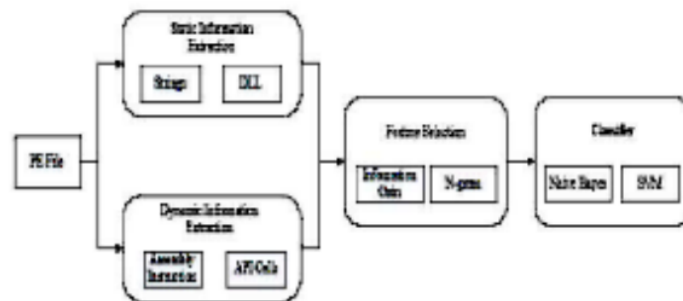 Static Information
Extraction
Strings
DLL
PE File
Feature Selection
Information
Gain
N-grams
Classifier
Naive Bayes
SVM
Dynamic Information
Extraction
Assembly
Instruction
API Calls